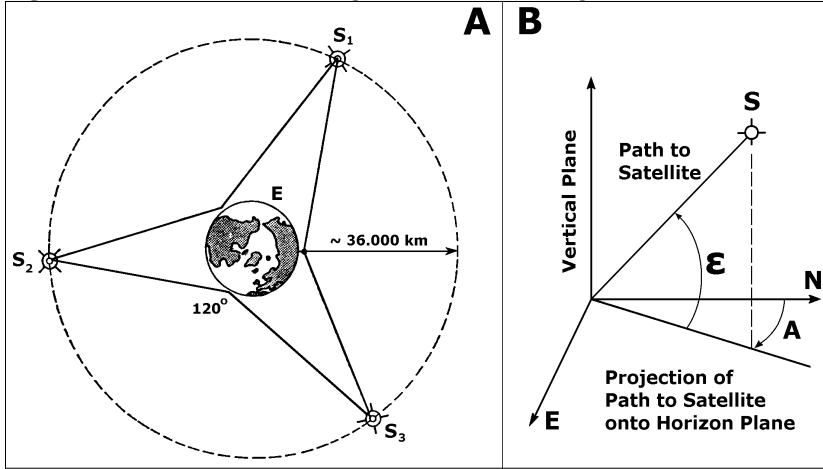 A
S1
E
~ 36.000 km
S2
120°
S3
B
S
Path to
Satellite
Vertical Plane
ε
N
A
Projection of
Path to Satellite
onto Horizon Plane
E